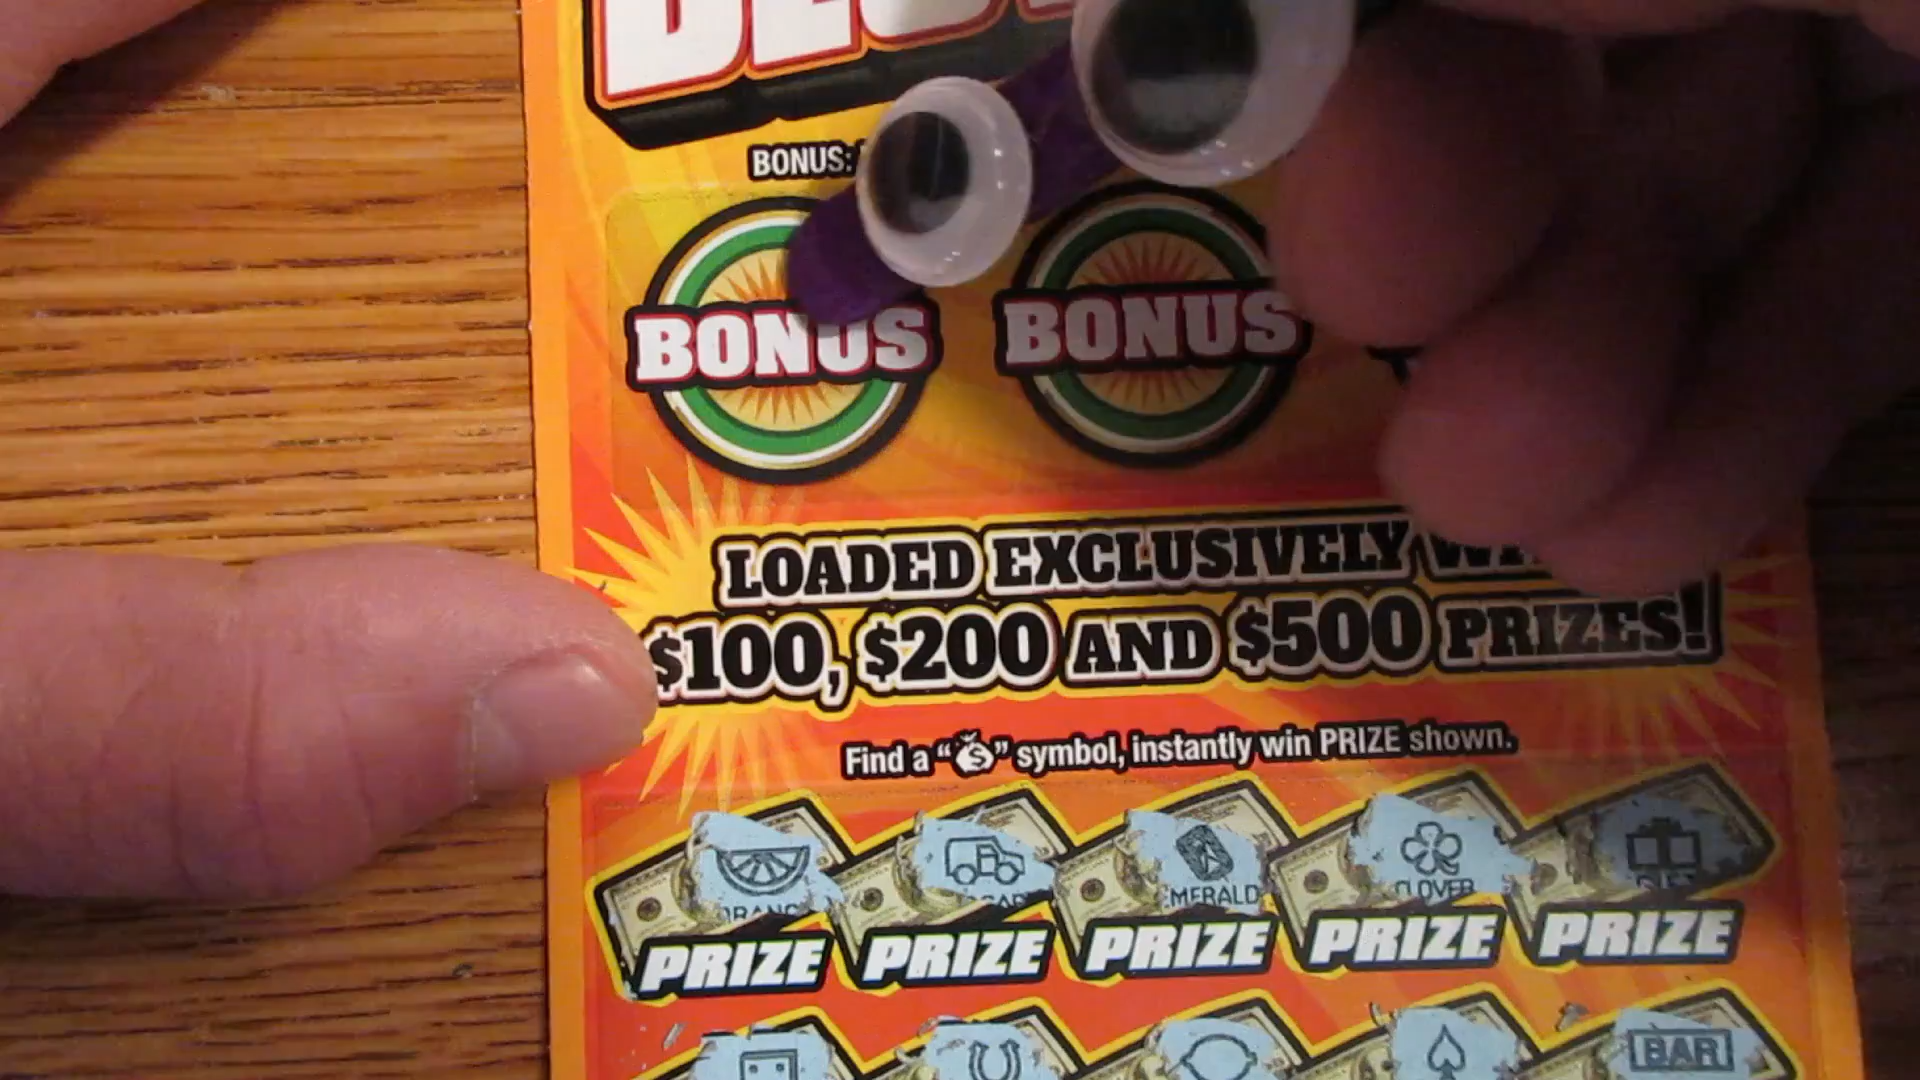 BONUS:
BONUS BONUS
LOADED EXCLUSIVELY
$100, $200 AND $500 PRIZES!
Find a “$” symbol, instantly win PRIZE shown.
CLOVER
PRIZE PRIZE PRIZE PRIZE PRIZE
BAR